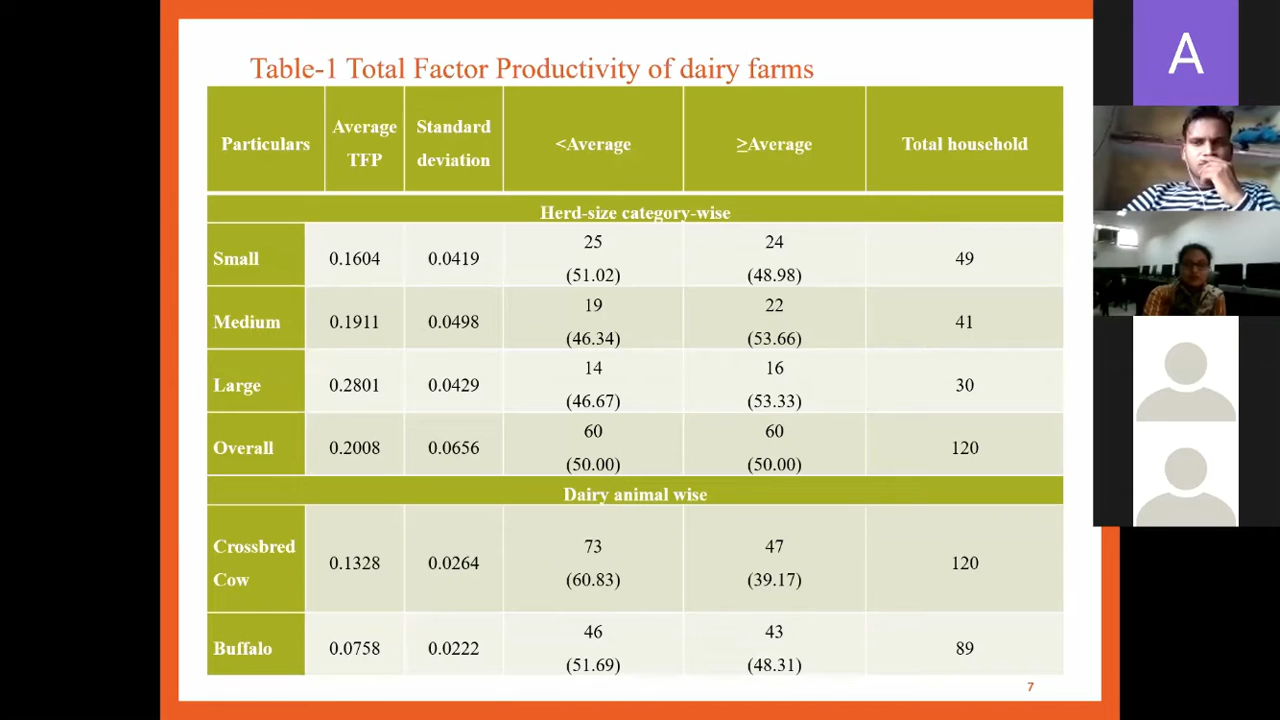 Table-1 Total Factor Productivity of dairy farms
Particulars Average TFP Standard deviation <Average ≥Average Total household
Herd-size category-wise
Small 0.1604 0.0419 25 (51.02) 24 (48.98) 49
Medium 0.1911 0.0498 19 (46.34) 22 (53.66) 41
Large 0.2801 0.0429 14 (46.67) 16 (53.33) 30
Overall 0.2008 0.0656 60 (50.00) 60 (50.00) 120
Dairy animal wise
Crossbred Cow 0.1328 0.0264 73 (60.83) 47 (39.17) 120
Buffalo 0.0758 0.0222 46 (51.69) 43 (48.31) 89
7
A